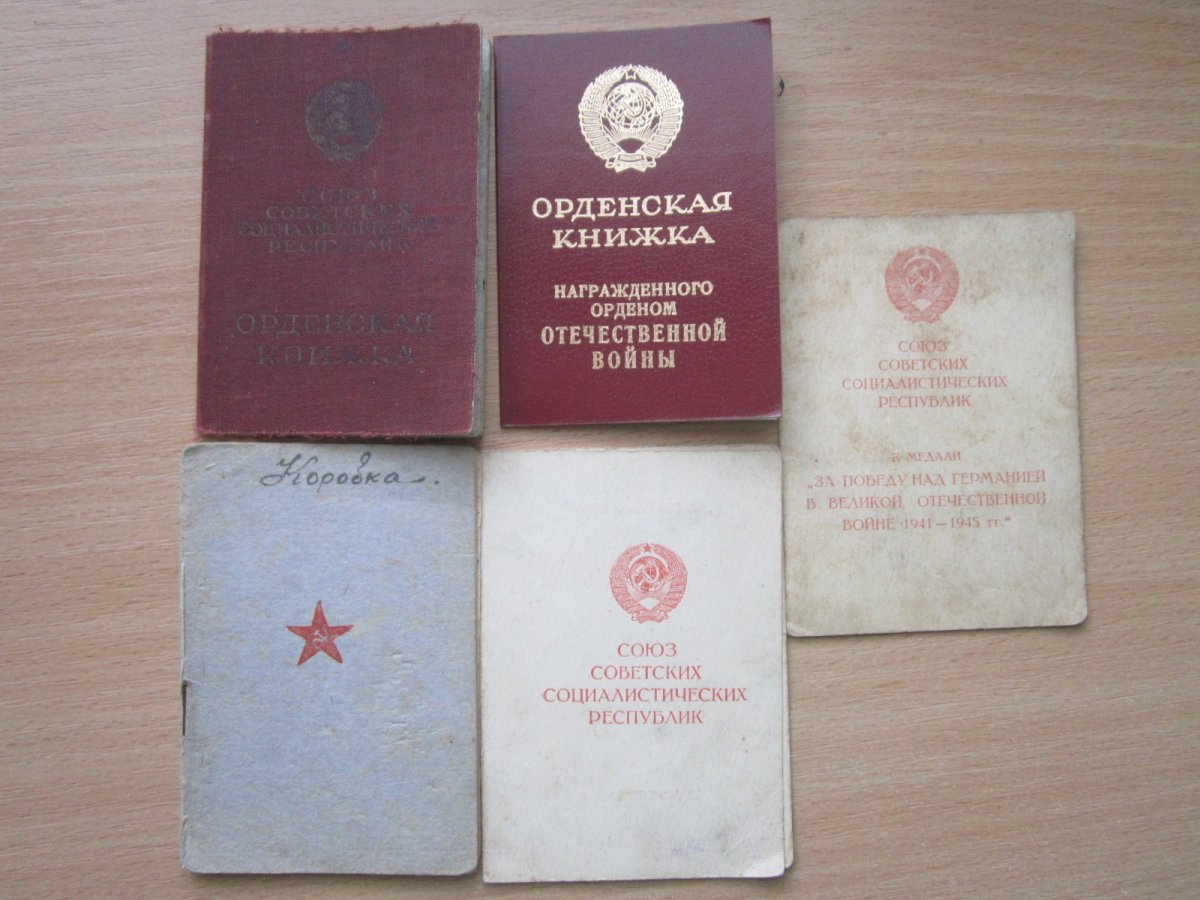 СОЮЗ
СОВЕТСКИХ
СОЦИАЛИСТИЧЕСКИХ
РЕСПУБЛИК
ОРДЕНСКАЯ
КНИЖКА
ОРДЕНСКАЯ
КНИЖКА
НАГРАЖДЕННОГО
ОРДЕНОМ
ОТЕЧЕСТВЕННОЙ
ВОЙНЫ
СОЮЗ
СОВЕТСКИХ
СОЦИАЛИСТИЧЕСКИХ
РЕСПУБЛИК
К МЕДАЛИ
„ЗА ПОБЕДУ НАД ГЕРМАНИЕЙ
В ВЕЛИКОЙ ОТЕЧЕСТВЕННОЙ
ВОЙНЕ 1941–1945 гг."
Коробка.
СОЮЗ
СОВЕТСКИХ
СОЦИАЛИСТИЧЕСКИХ
РЕСПУБЛИК